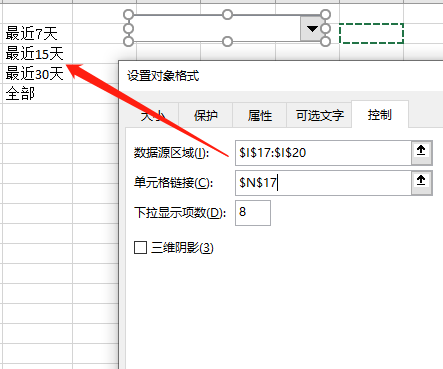 最近7天
最近15天
最近30天
全部
设置对象格式
大小 保护 属性 可选文字 控制
数据源区域(I): $I$17:$I$20
单元格链接(C): $N$17
下拉显示项数(D): 8
三维阴影(3)